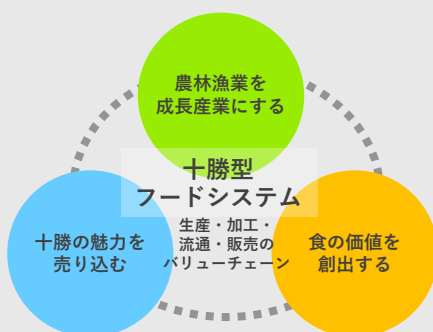 農林漁業を
成長産業にする
十勝型
フードシステム
生産・加工・
流通・販売の
バリューチェーン
十勝の魅力を
売り込む
食の価値を
創出する